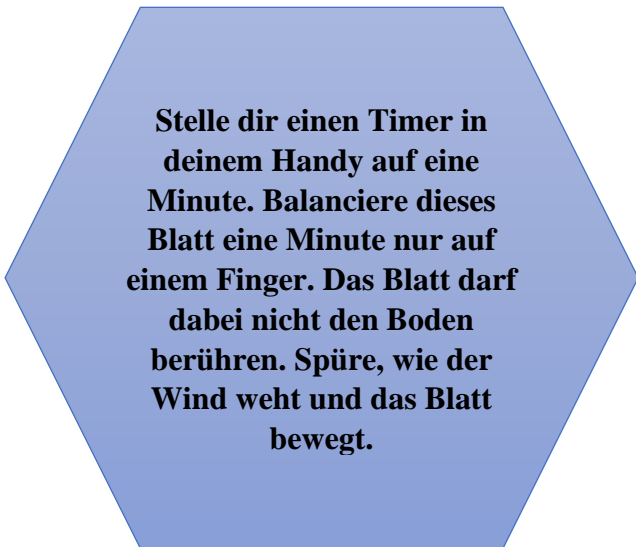 Stelle dir einen Timer in
deinem Handy auf eine
Minute. Balanciere dieses
Blatt eine Minute nur auf
einem Finger. Das Blatt darf
dabei nicht den Boden
berühren. Spüre, wie der
Wind weht und das Blatt
bewegt.